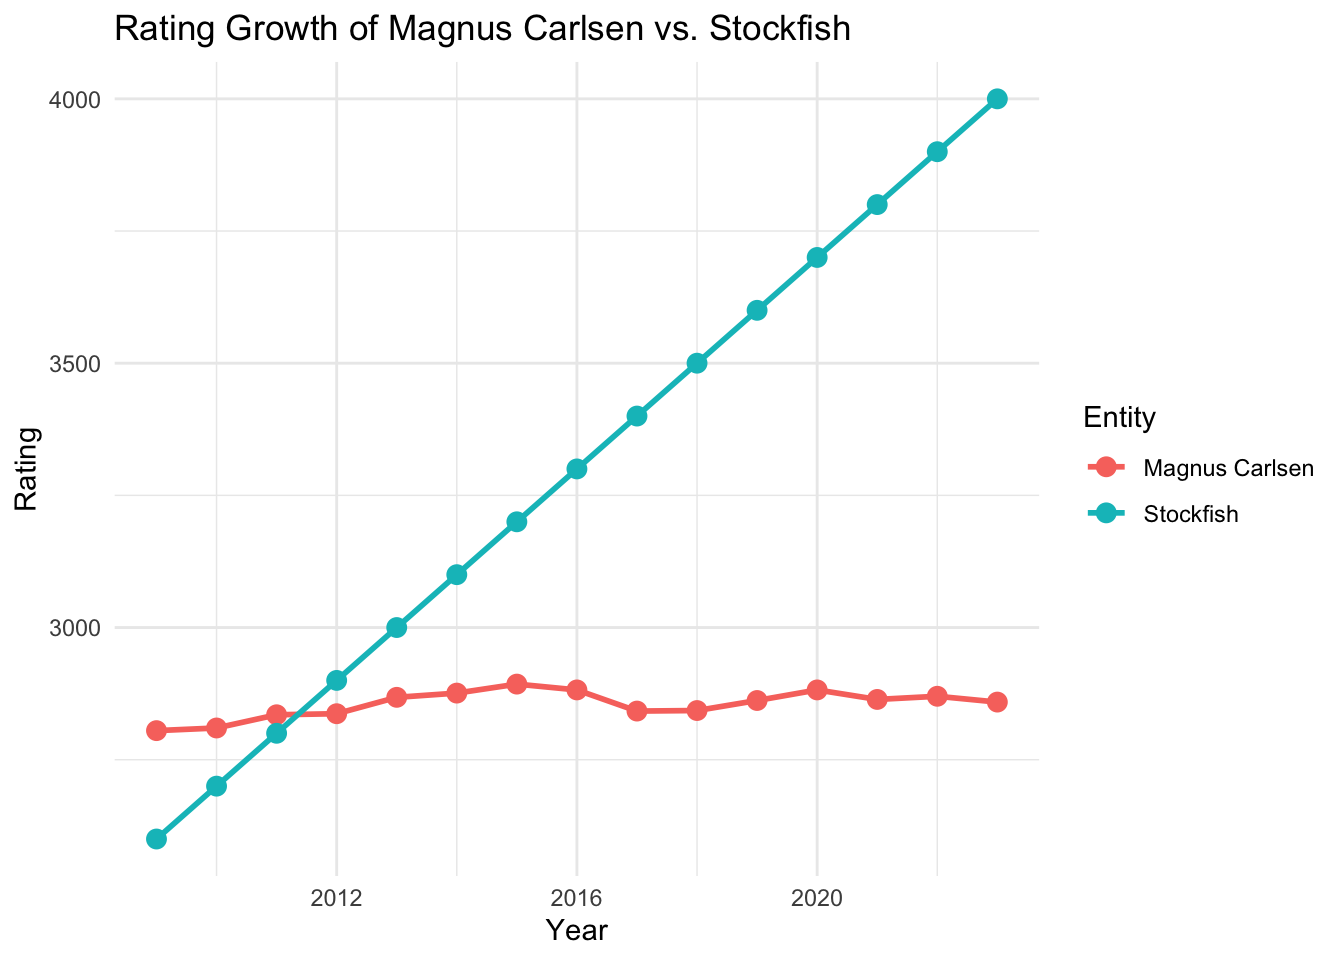 Rating Growth of Magnus Carlsen vs. Stockfish
4000
3500
3000
Rating
2012
2016
2020
Year
Entity
Magnus Carlsen
Stockfish